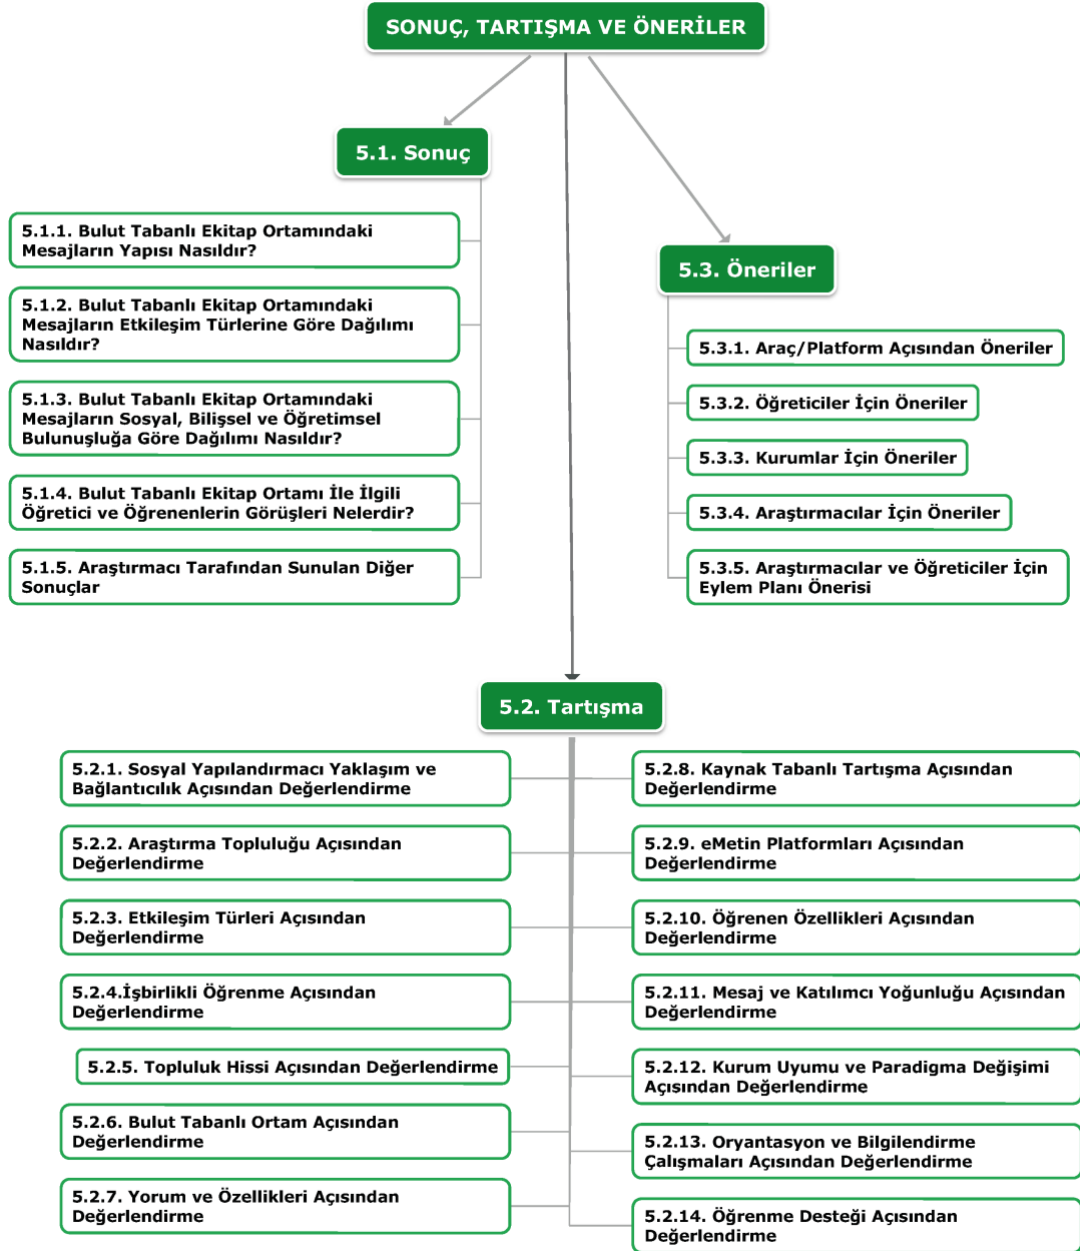 SONUÇ, TARTIŞMA VE ÖNERİLER
5.1. Sonuç
5.1.1. Bulut Tabanlı Ekitap Ortamındaki
Mesajların Yapısı Nasıldır?
5.1.2. Bulut Tabanlı Ekitap Ortamındaki
Mesajların Etkileşim Türlerine Göre Dağılımı
Nasıldır?
5.1.3. Bulut Tabanlı Ekitap Ortamındaki
Mesajların Sosyal, Bilişsel ve Öğretimsel
Bulunuşluğa Göre Dağılımı Nasıldır?
5.1.4. Bulut Tabanlı Ekitap Ortamı İle İlgili
Öğretici ve Öğrenenlerin Görüşleri Nelerdir?
5.1.5. Araştırmacı Tarafından Sunulan Diğer
Sonuçlar
5.3. Öneriler
5.3.1. Araç/Platform Açısından Öneriler
5.3.2. Öğreticiler İçin Öneriler
5.3.3. Kurumlar İçin Öneriler
5.3.4. Araştırmacılar İçin Öneriler
5.3.5. Araştırmacılar ve Öğreticiler İçin
Eylem Planı Önerisi
5.2. Tartışma
5.2.1. Sosyal Yapılandırmacı Yaklaşım ve
Bağlantıcılık Açısından Değerlendirme
5.2.2. Araştırma Topluluğu Açısından
Değerlendirme
5.2.3. Etkileşim Türleri Açısından
Değerlendirme
5.2.4.İşbirlikli Öğrenme Açısından
Değerlendirme
5.2.5. Topluluk Hissi Açısından Değerlendirme
5.2.6. Bulut Tabanlı Ortam Açısından
Değerlendirme
5.2.7. Yorum ve Özellikleri Açısından
Değerlendirme
5.2.8. Kaynak Tabanlı Tartışma Açısından
Değerlendirme
5.2.9. eMetin Platformları Açısından
Değerlendirme
5.2.10. Öğrenen Özellikleri Açısından
Değerlendirme
5.2.11. Mesaj ve Katılımcı Yoğunluğu Açısından
Değerlendirme
5.2.12. Kurum Uyumu ve Paradigma Değişimi
Açısından Değerlendirme
5.2.13. Oryantasyon ve Bilgilendirme
Çalışmaları Açısından Değerlendirme
5.2.14. Öğrenme Desteği Açısından
Değerlendirme